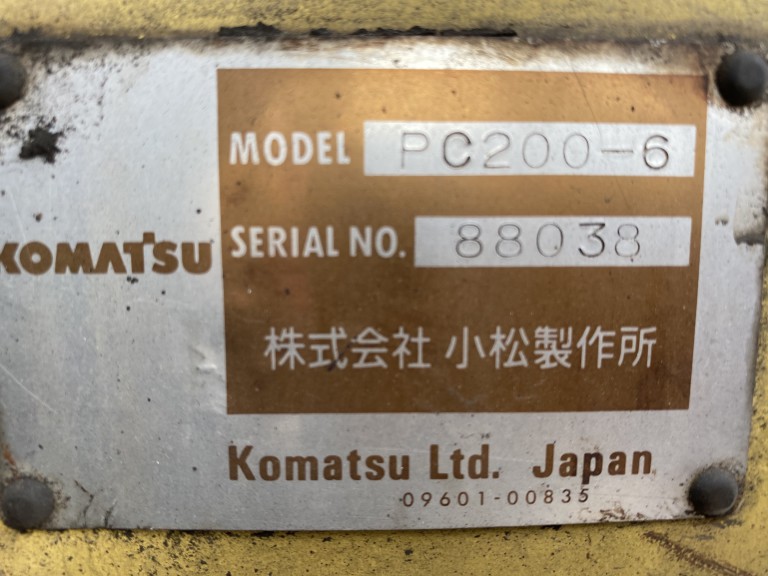 MODEL PC200-6
KOMATSU SERIAL NO. 88038
株式会社 小松製作所
Komatsu Ltd. Japan
09601-00835